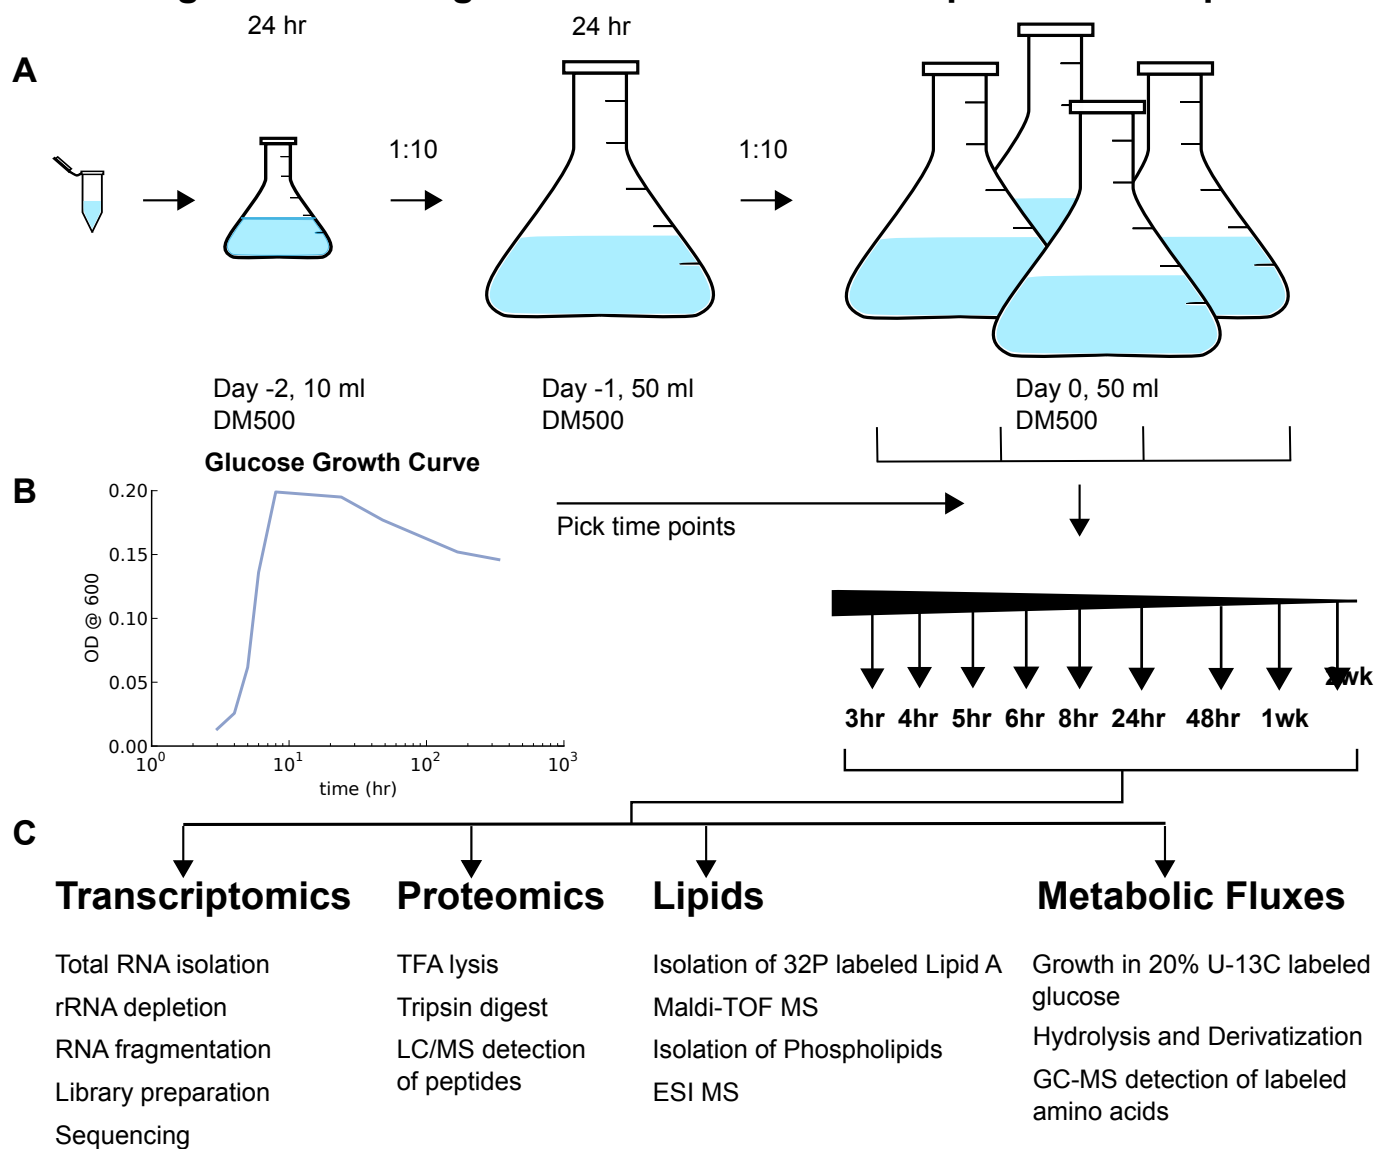 24 hr
24 hr
A
1:10
1:10
Day -2, 10 ml
DM500
Day -1, 50 ml
DM500
Day 0, 50 ml
DM500
Glucose Growth Curve
B
0.20
0.15
0.10
0.05
0.00
OD @ 600
10^0
10^1
10^2
10^3
time (hr)
Pick time points
2wk
3hr 4hr 5hr 6hr 8hr 24hr 48hr 1wk
C
Transcriptomics
Total RNA isolation
rRNA depletion
RNA fragmentation
Library preparation
Sequencing
Proteomics
TFA lysis
Tripsin digest
LC/MS detection
of peptides
Lipids
Isolation of 32P labeled Lipid A
Maldi-TOF MS
Isolation of Phospholipids
ESI MS
Metabolic Fluxes
Growth in 20% U-13C labeled
glucose
Hydrolysis and Derivatization
GC-MS detection of labeled
amino acids